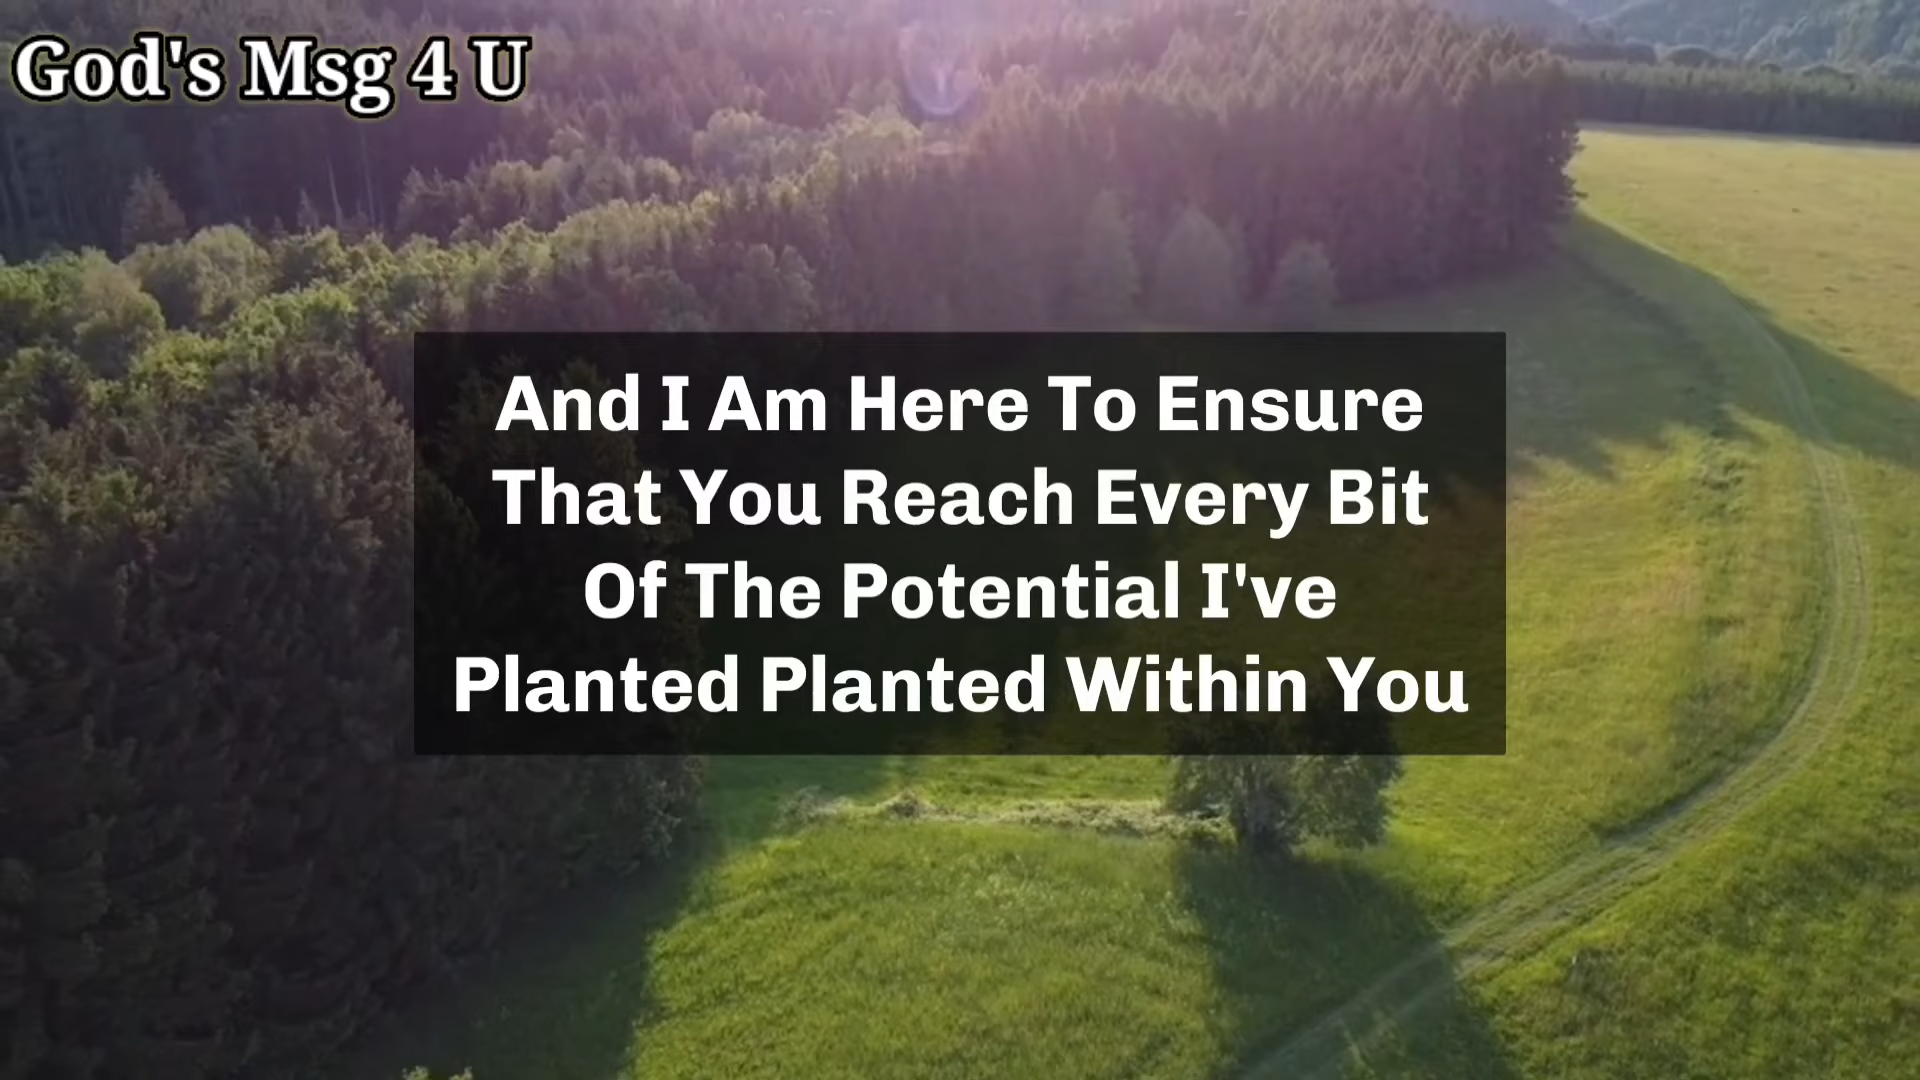 God's Msg 4 U
And I Am Here To Ensure
That You Reach Every Bit
Of The Potential I've
Planted Planted Within You